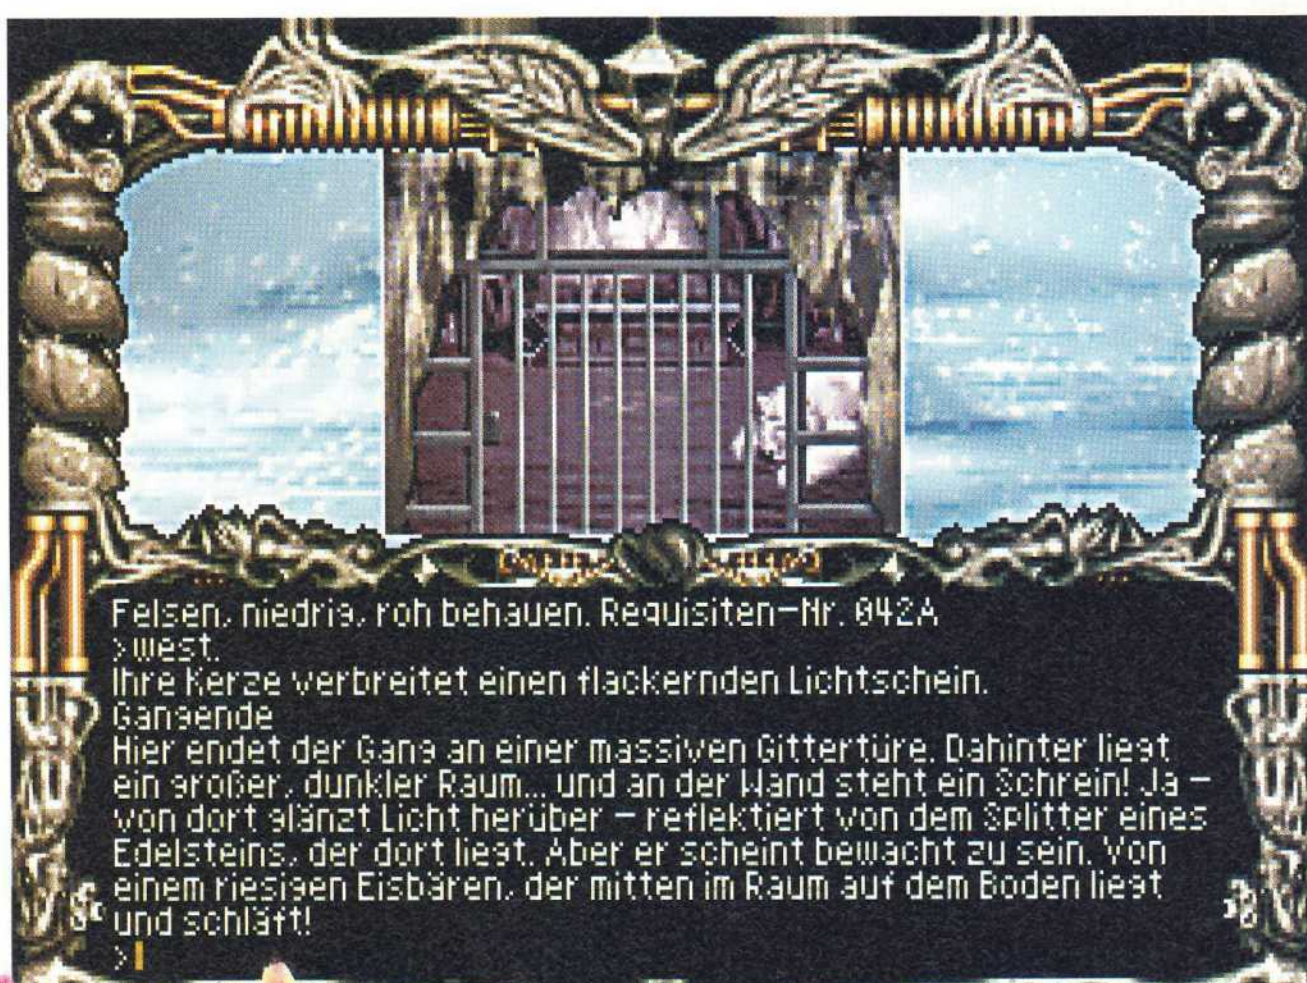 Felsen, niedrig, roh behauen. Requisiten-Nr. 042A
>west.
Ihre Kerze verbreitet einen flackernden Lichtschein.
Gangende
Hier endet der Gang an einer massiven Gittertüre. Dahinter liegt
ein großer, dunkler Raum... und an der Wand steht ein Schrein! Ja –
von dort glänzt Licht herüber – reflektiert von dem Splitter eines
Edelsteins, der dort liegt. Aber er scheint bewacht zu sein. Von
einem riesigen Eisbären, der mitten im Raum auf dem Boden liegt
und schläft!
>